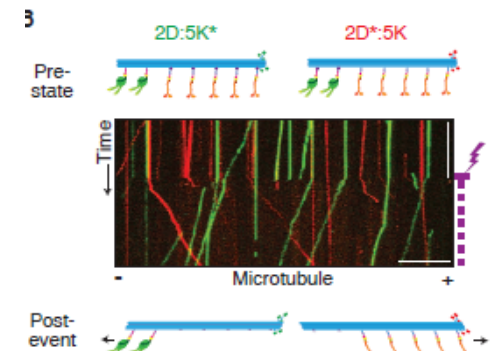 B
2D:5K* 2D*:5K
Pre-
state
Time
- Microtubule +
Post-
event